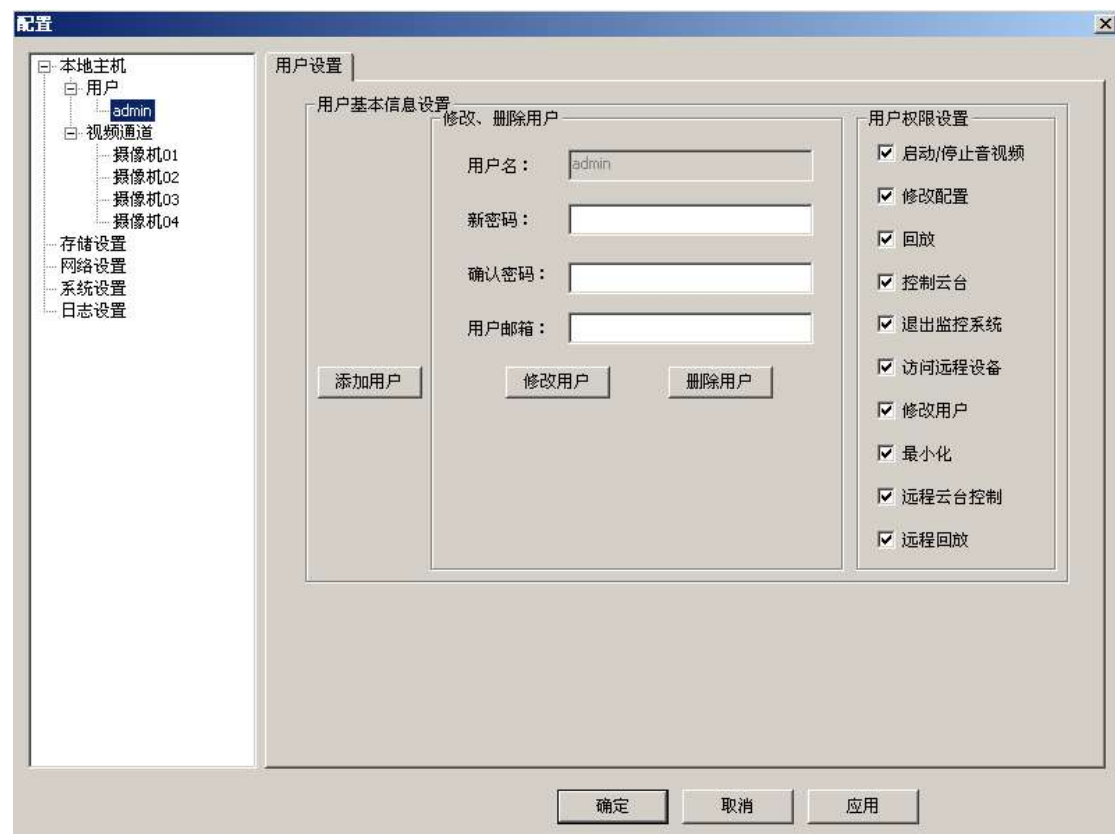 配置
本地主机
用户
admin
视频通道
摄像机01
摄像机02
摄像机03
摄像机04
存储设置
网络设置
系统设置
日志设置
用户设置
用户基本信息设置
修改、删除用户
用户名：
admin
新密码：
确认密码：
用户邮箱：
添加用户
修改用户
删除用户
用户权限设置
启动/停止音视频
修改配置
回放
控制云台
退出监控系统
访问远程设备
修改用户
最小化
远程云台控制
远程回放
确定
取消
应用